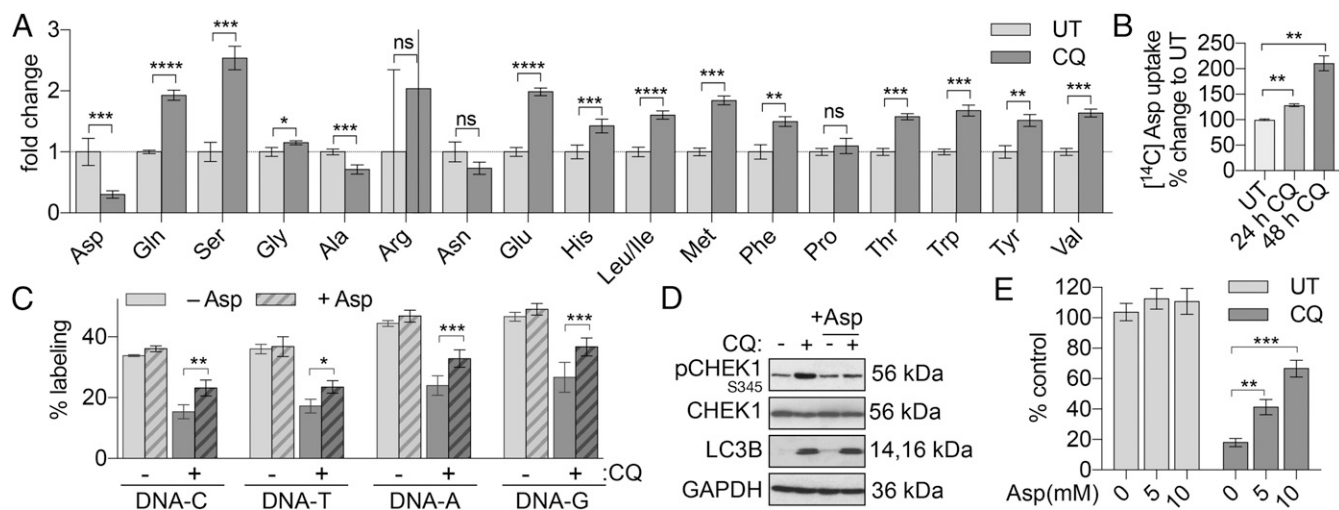 A
fold change
3
2
1
0
***
****
***
*
***
ns
ns
****
***
****
***
**
ns
***
***
**
***
UT
CQ
Asp
Gln
Ser
Gly
Ala
Arg
Asn
Glu
His
Leu/Ile
Met
Phe
Pro
Thr
Trp
Tyr
Val
B
[¹⁴C] Asp uptake
% change to UT
250
200
150
100
50
0
**
**
UT
24 h CQ
48 h CQ
C
– Asp
+ Asp
% labeling
40
20
0
**
*
***
***
- + - + - + - + :CQ
DNA-C DNA-T DNA-A DNA-G
D
+Asp
CQ: - + - +
pCHEK1 56 kDa
S345
CHEK1 56 kDa
LC3B 14,16 kDa
GAPDH 36 kDa
E
UT
CQ
% control
120
100
80
60
40
20
0
***
**
Asp(mM) 0 5 10 0 5 10